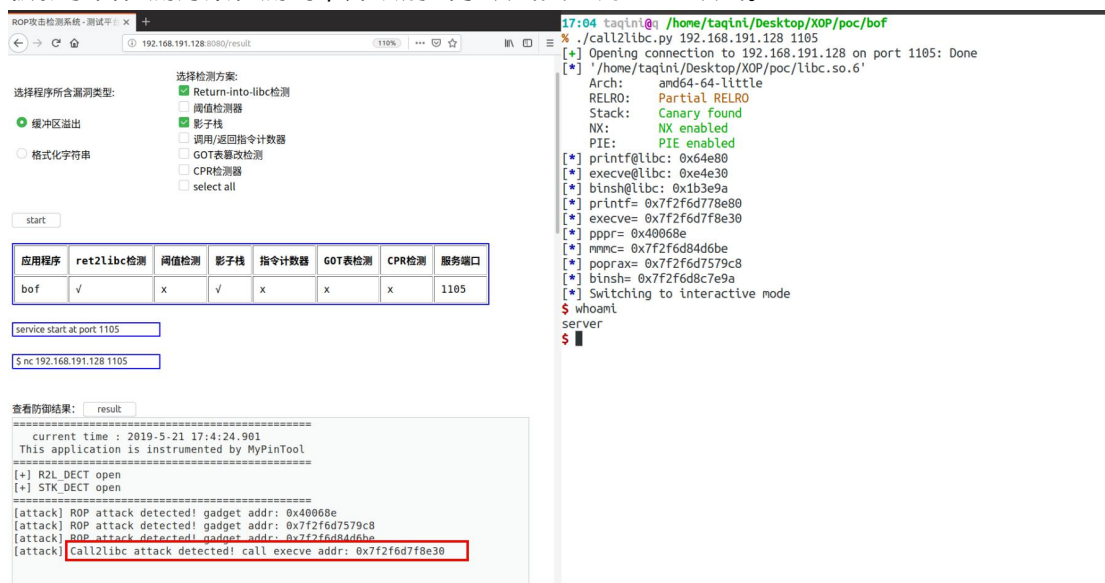 ROP攻击检测系统-测试平台
192.168.191.128:8080/result
110%
选择程序所含漏洞类型:
缓冲区溢出
格式化字符串
选择检测方案:
Return-into-libc检测
阈值检测器
影子栈
调用/返回指令计数器
GOT表篡改检测
CPR检测器
select all
start
应用程序 ret2libc检测 阈值检测 影子栈 指令计数器 GOT表检测 CPR检测 服务端口
bof √ x √ x x x 1105
service start at port 1105
$ nc 192.168.191.128 1105
查看防御结果: result
================================================
current time : 2019-5-21 17:4:24.901
This application is instrumented by MyPinTool
================================================
[+] R2L_DECT open
[+] STK_DECT open
================================================
[attack] ROP attack detected! gadget addr: 0x40068e
[attack] ROP attack detected! gadget addr: 0x7f2f6d7579c8
[attack] ROP attack detected! gadget addr: 0x7f2f6d84d6be
[attack] Call2libc attack detected! call execve addr: 0x7f2f6d7f8e30
17:04 taqini@q /home/taqini/Desktop/XOP/poc/bof
% ./call2libc.py 192.168.191.128 1105
[+] Opening connection to 192.168.191.128 on port 1105: Done
[*] '/home/taqini/Desktop/XOP/poc/libc.so.6'
Arch: amd64-64-little
RELRO: Partial RELRO
Stack: Canary found
NX: NX enabled
PIE: PIE enabled
[*] printf@libc: 0x64e80
[*] execve@libc: 0xe4e30
[*] binsh@libc: 0x1b3e9a
[*] printf= 0x7f2f6d778e80
[*] execve= 0x7f2f6d7f8e30
[*] pppr= 0x40068e
[*] mmmc= 0x7f2f6d84d6be
[*] poprax= 0x7f2f6d7579c8
[*] binsh= 0x7f2f6d8c7e9a
[*] Switching to interactive mode
$ whoami
server
$